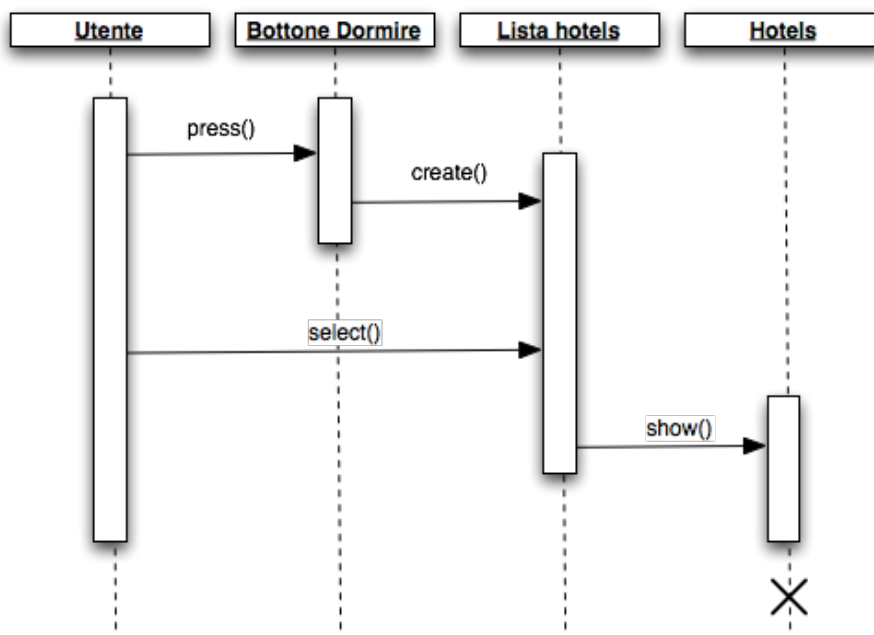 Utente
Bottone Dormire
Lista hotels
Hotels
press()
create()
select()
show()